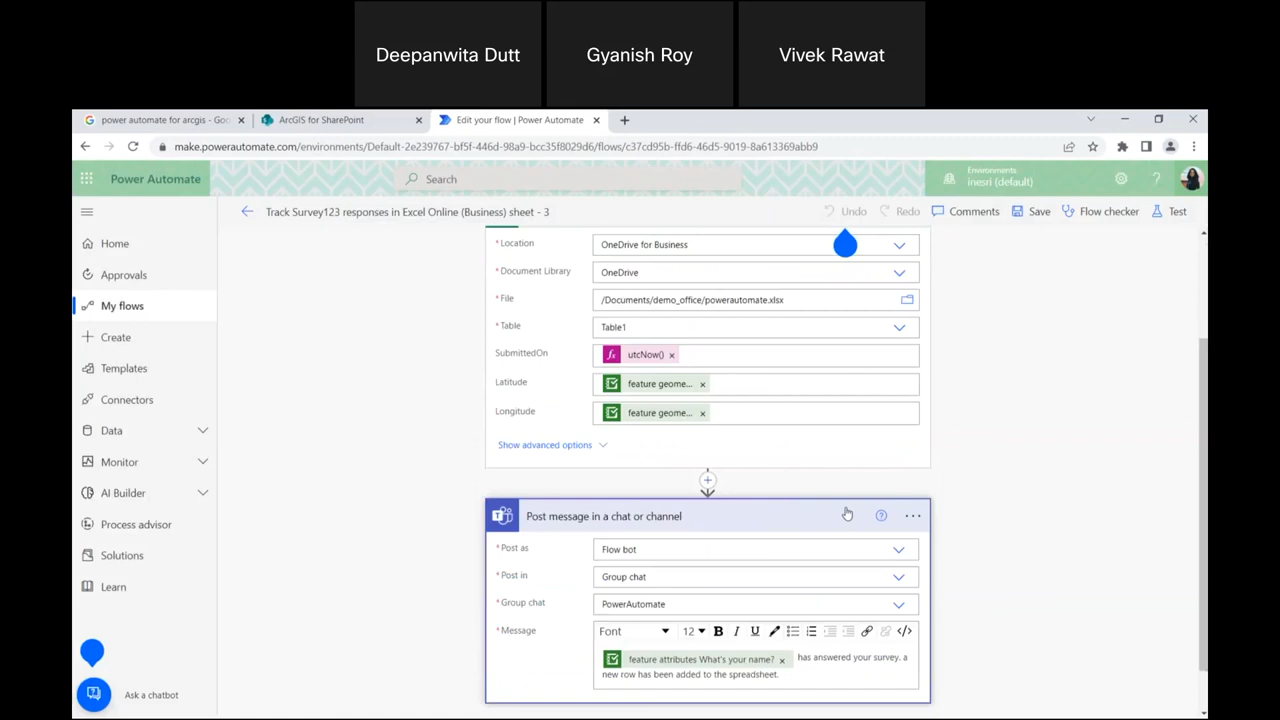 Deepanwita Dutt
Gyanish Roy
Vivek Rawat
power automate for arcgis - Goo
ArcGIS for SharePoint
Edit your flow | Power Automate
make.powerautomate.com/environments/Default-2e239767-bf5f-446d-98a9-bcc35f8029d6/flows/c37cd95b-ffd6-46d5-9019-8a613369abb9
Power Automate
Search
Environments
inesri (default)
Track Survey123 responses in Excel Online (Business) sheet - 3
Undo
Redo
Comments
Save
Flow checker
Test
Home
Approvals
My flows
Create
Templates
Connectors
Data
Monitor
AI Builder
Process advisor
Solutions
Learn
Ask a chatbot
* Location
OneDrive for Business
* Document Library
OneDrive
* File
/Documents/demo_office/powerautomate.xlsx
* Table
Table1
SubmittedOn
fx utcNow() x
Latitude
feature geome... x
Longitude
feature geome... x
Show advanced options
Post message in a chat or channel
* Post as
Flow bot
* Post in
Group chat
* Group chat
PowerAutomate
* Message
Font 12 B I U </>
feature attributes What's your name? x has answered your survey. a
new row has been added to the spreadsheet.